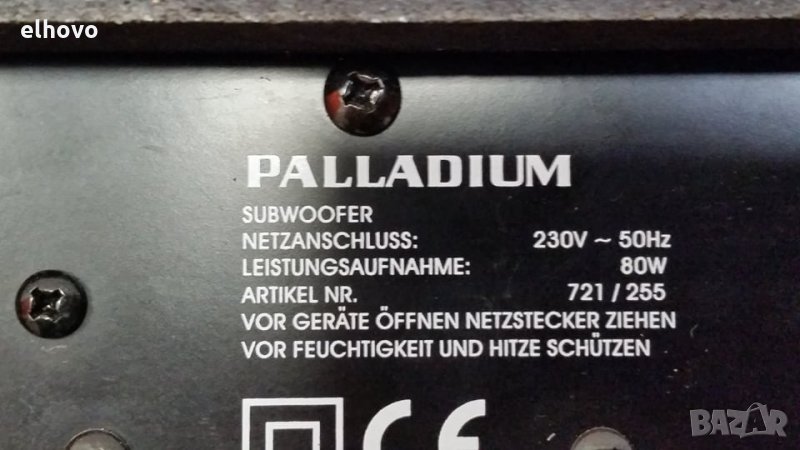 elhovo
PALLADIUM
SUBWOOFER
NETZANSCHLUSS: 230V ~ 50Hz
LEISTUNGSAUFNAHME: 80W
ARTIKEL NR. 721 / 255
VOR GERÄTE ÖFFNEN NETZSTECKER ZIEHEN
VOR FEUCHTIGKEIT UND HITZE SCHÜTZEN
CE
BAZAR